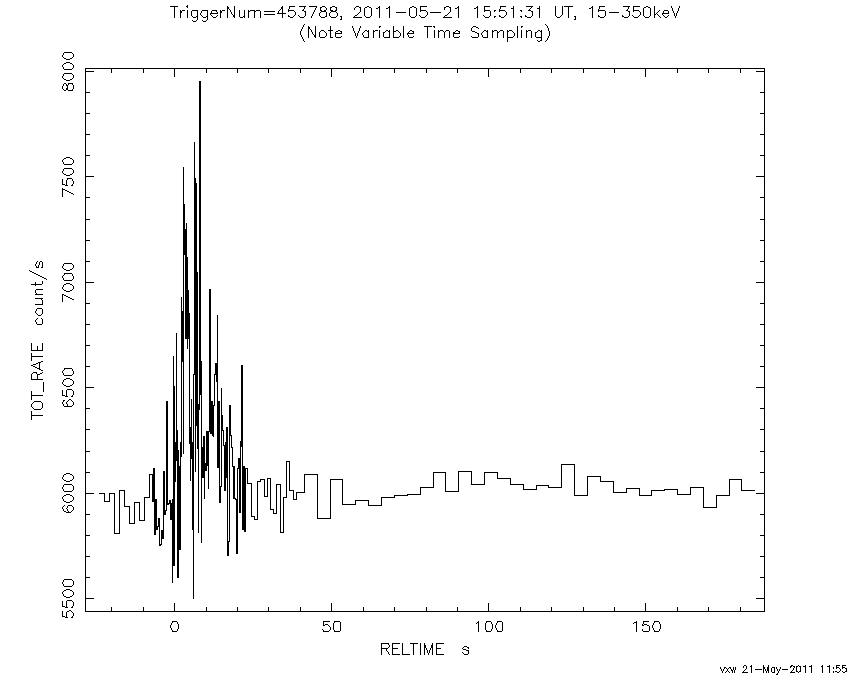 TriggerNum=453788, 2011-05-21 15:51:31 UT, 15-350keV
(Note Variable Time Sampling)
8000
7500
7000
6500
6000
5500
TOT_RATE count/s
0 50 100 150
RELTIME s
vxw 21-May-2011 11:55